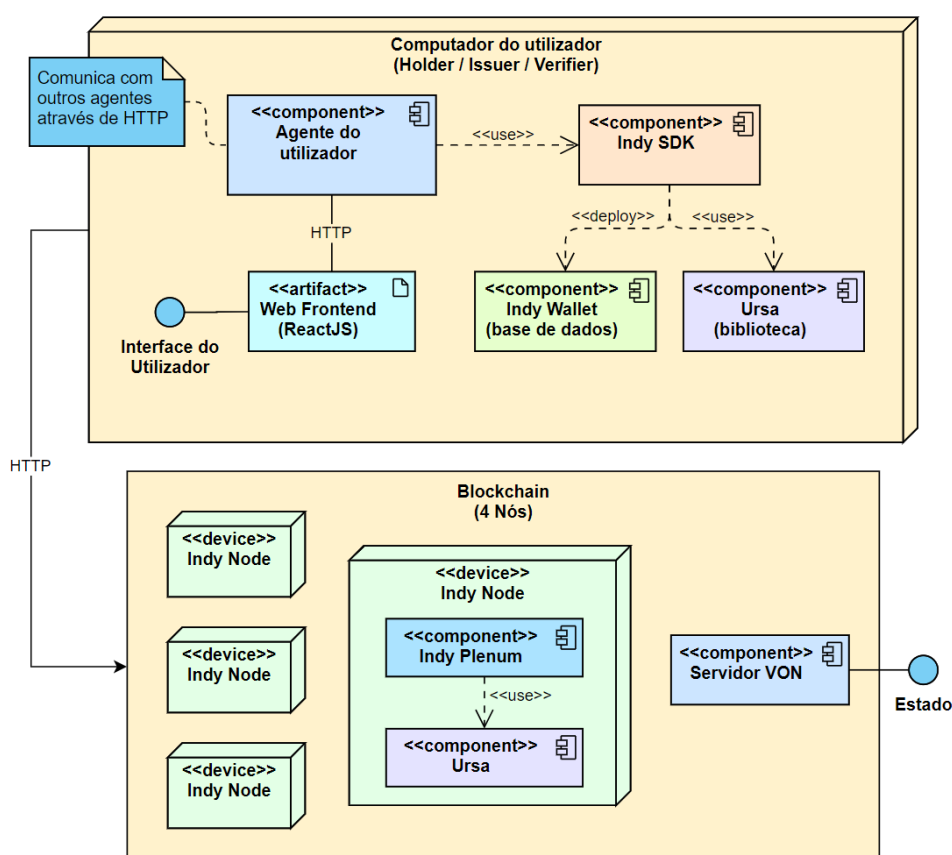 Computador do utilizador
(Holder / Issuer / Verifier)
Comunica com
outros agentes
através de HTTP
<<component>>
Agente do
utilizador
<<use>>
<<component>>
Indy SDK
HTTP
<<deploy>>
<<use>>
<<artifact>>
Web Frontend
(ReactJS)
<<component>>
Indy Wallet
(base de dados)
<<component>>
Ursa
(biblioteca)
Interface do
Utilizador
HTTP
Blockchain
(4 Nós)
<<device>>
Indy Node
<<device>>
Indy Node
<<device>>
Indy Node
<<device>>
Indy Node
<<component>>
Indy Plenum
<<use>>
<<component>>
Ursa
<<component>>
Servidor VON
Estado